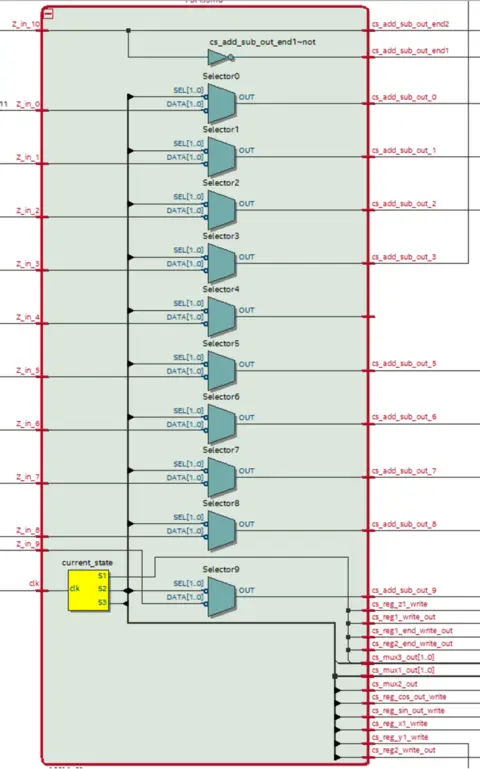 Z_in_10
cs_add_sub_out_end2
cs_add_sub_out_end1~not
cs_add_sub_out_end1
Selector0
SEL[1..0]
DATA[1..0]
OUT
11
Z_in_0
cs_add_sub_out_0
Selector1
SEL[1..0]
DATA[1..0]
OUT
Z_in_1
cs_add_sub_out_1
Selector2
SEL[1..0]
DATA[1..0]
OUT
Z_in_2
cs_add_sub_out_2
Selector3
SEL[1..0]
DATA[1..0]
OUT
Z_in_3
cs_add_sub_out_3
Selector4
SEL[1..0]
DATA[1..0]
OUT
Z_in_4
Selector5
SEL[1..0]
DATA[1..0]
OUT
Z_in_5
cs_add_sub_out_5
Selector6
SEL[1..0]
DATA[1..0]
OUT
Z_in_6
cs_add_sub_out_6
Selector7
SEL[1..0]
DATA[1..0]
OUT
Z_in_7
cs_add_sub_out_7
Selector8
SEL[1..0]
DATA[1..0]
OUT
Z_in_8
cs_add_sub_out_8
Z_in_9
current_state
clk
S1
S2
S3
clk
Selector9
SEL[1..0]
DATA[1..0]
OUT
cs_add_sub_out_9
cs_reg_z1_write
cs_reg1_write_out
cs_reg1_end_write_out
cs_reg2_end_write_out
cs_mux3_out[1..0]
cs_mux1_out[1..0]
cs_mux2_out
cs_reg_cos_out_write
cs_reg_sin_out_write
cs_reg_x1_write
cs_reg_y1_write
cs_reg2_write_out